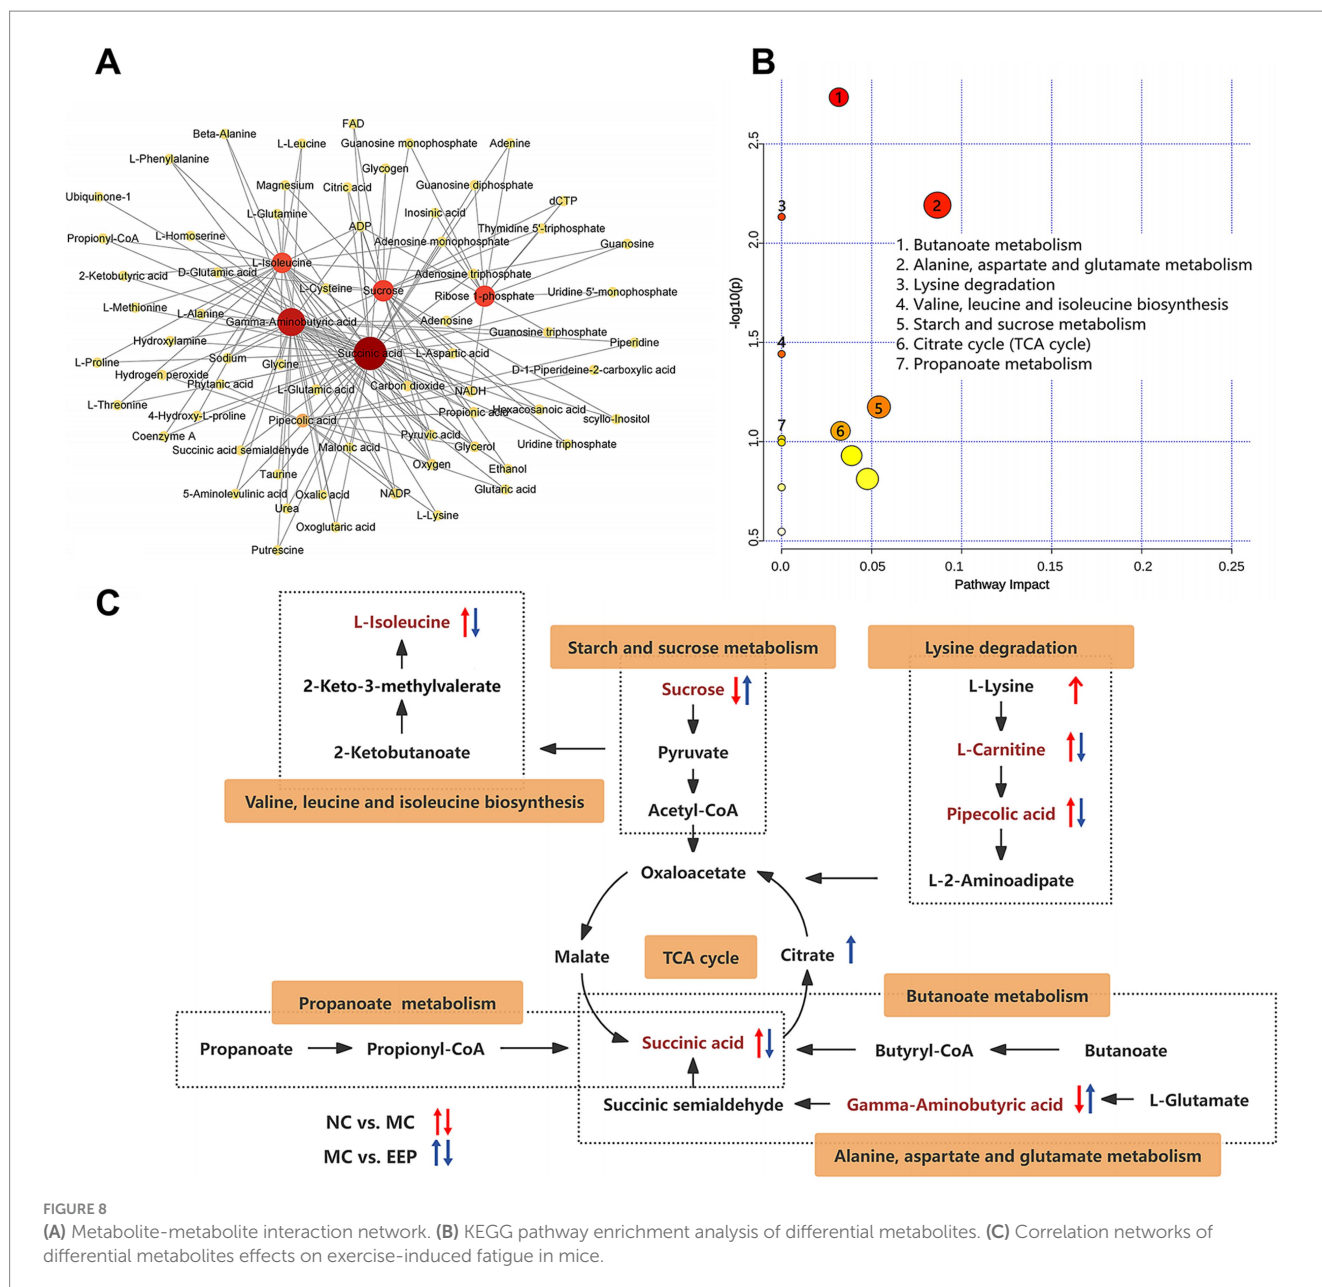 A
FAD
Beta-Alanine
L-Leucine
Guanosine monophosphate
Adenine
L-Phenylalanine
Glycogen
Magnesium
Citric acid
Guanosine diphosphate
Ubiquinone-1
dCTP
L-Glutamine
Inosinic acid
ADP
Thymidine 5'-triphosphate
Propionyl-CoA
L-Homoserine
Adenosine monophosphate
Guanosine
L-Isoleucine
2-Ketobutyric acid
D-Glutamic acid
Adenosine triphosphate
L-Cysteine
Sucrose
Ribose 1-phosphate
Uridine 5'-monophosphate
L-Methionine
L-Alanine
Gamma-Aminobutyric acid
Adenosine
Guanosine triphosphate
Hydroxylamine
Piperidine
Succinic acid
L-Aspartic acid
L-Proline
Sodium
Glycine
D-1-Piperideine-2-carboxylic acid
Hydrogen peroxide
Phytanic acid
L-Glutamic acid
Carbon dioxide
NADH
L-Threonine
4-Hydroxy-L-proline
Pipecolic acid
Propionic acid
Hexacosanoic acid
scyllo-Inositol
Coenzyme A
Pyruvic acid
Succinic acid semialdehyde
Malonic acid
Glycerol
Uridine triphosphate
Oxygen
Ethanol
Taurine
5-Aminolevulinic acid
Oxalic acid
NADP
Glutaric acid
Urea
L-Lysine
Oxoglutaric acid
Putrescine
B
-log10(p)
2.5
2.0
1.5
1.0
0.5
1
2
3
4
5
6
7
1. Butanoate metabolism
2. Alanine, aspartate and glutamate metabolism
3. Lysine degradation
4. Valine, leucine and isoleucine biosynthesis
5. Starch and sucrose metabolism
6. Citrate cycle (TCA cycle)
7. Propanoate metabolism
0.0 0.05 0.1 0.15 0.2 0.25
Pathway Impact
C
L-Isoleucine
2-Keto-3-methylvalerate
2-Ketobutanoate
Valine, leucine and isoleucine biosynthesis
Starch and sucrose metabolism
Sucrose
Pyruvate
Acetyl-CoA
Lysine degradation
L-Lysine
L-Carnitine
Pipecolic acid
L-2-Aminoadipate
Oxaloacetate
Malate
TCA cycle
Citrate
Propanoate metabolism
Butanoate metabolism
Propanoate
Propionyl-CoA
Succinic acid
Butyryl-CoA
Butanoate
Succinic semialdehyde
Gamma-Aminobutyric acid
L-Glutamate
NC vs. MC
MC vs. EEP
Alanine, aspartate and glutamate metabolism
FIGURE 8
(A) Metabolite-metabolite interaction network. (B) KEGG pathway enrichment analysis of differential metabolites. (C) Correlation networks of
differential metabolites effects on exercise-induced fatigue in mice.